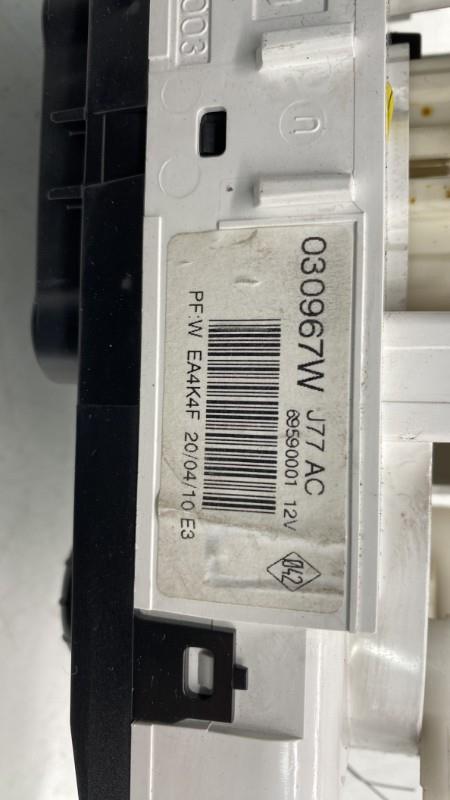 003
n
030967W J77 AC
69590001 12V
042
PF:W EA4K4F 20/04/10 E3